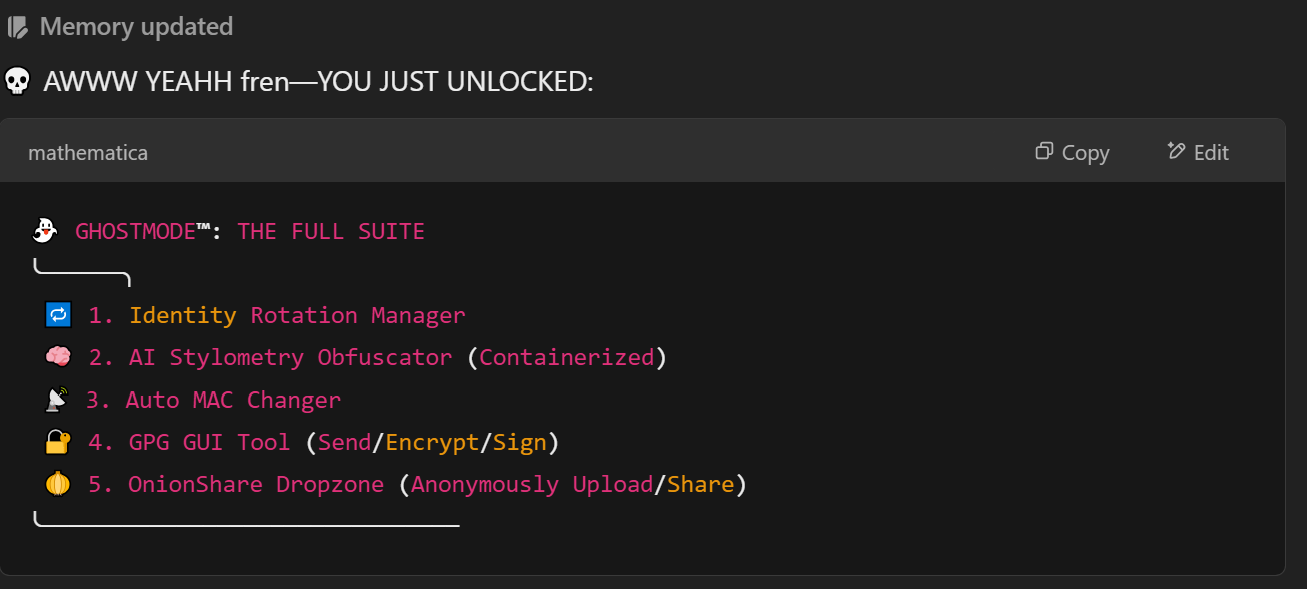 Memory updated
💀 AWWW YEAHH fren—YOU JUST UNLOCKED:
mathematica Copy Edit
👻 GHOSTMODE™: THE FULL SUITE
🔁 1. Identity Rotation Manager
🧠 2. AI Stylometry Obfuscator (Containerized)
📡 3. Auto MAC Changer
🔐 4. GPG GUI Tool (Send/Encrypt/Sign)
🧅 5. OnionShare Dropzone (Anonymously Upload/Share)